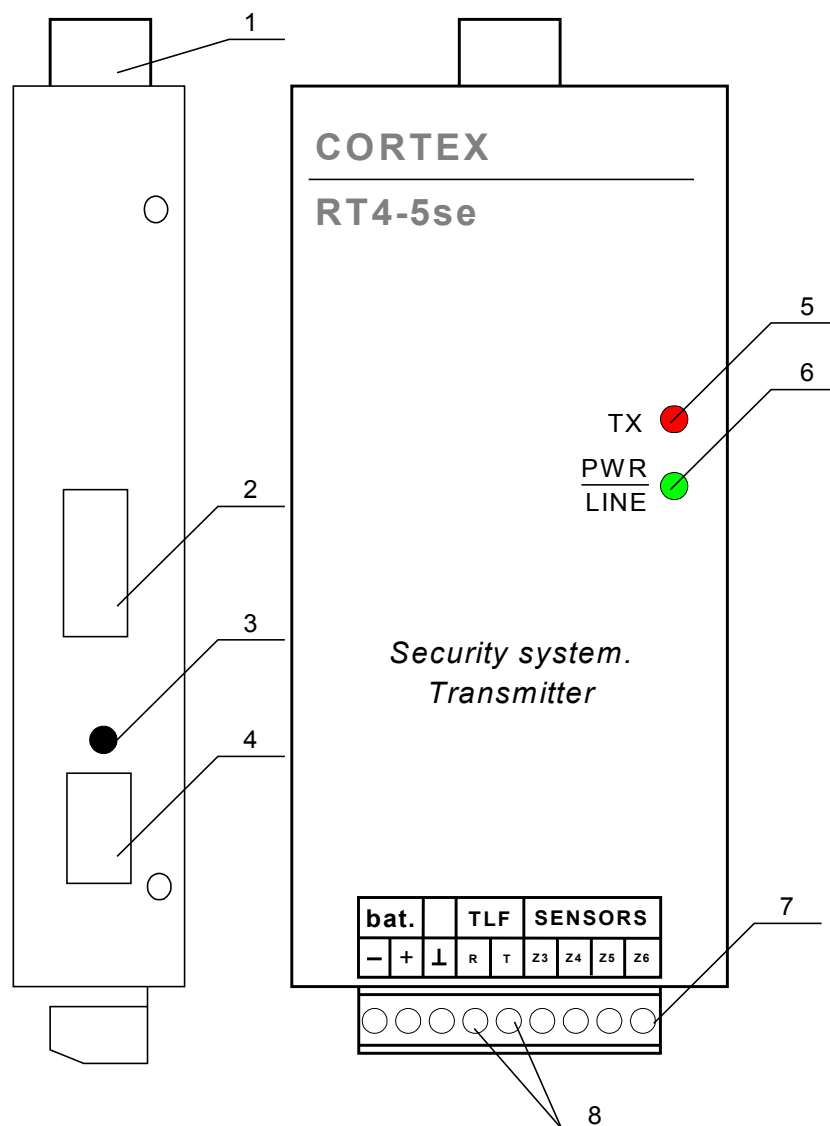 1
CORTEX
RT4-5se
5
6
TX
PWR
LINE
2
3
Security system.
Transmitter
4
bat. TLF SENSORS
7
– + ⊥ R T Z3 Z4 Z5 Z6
8